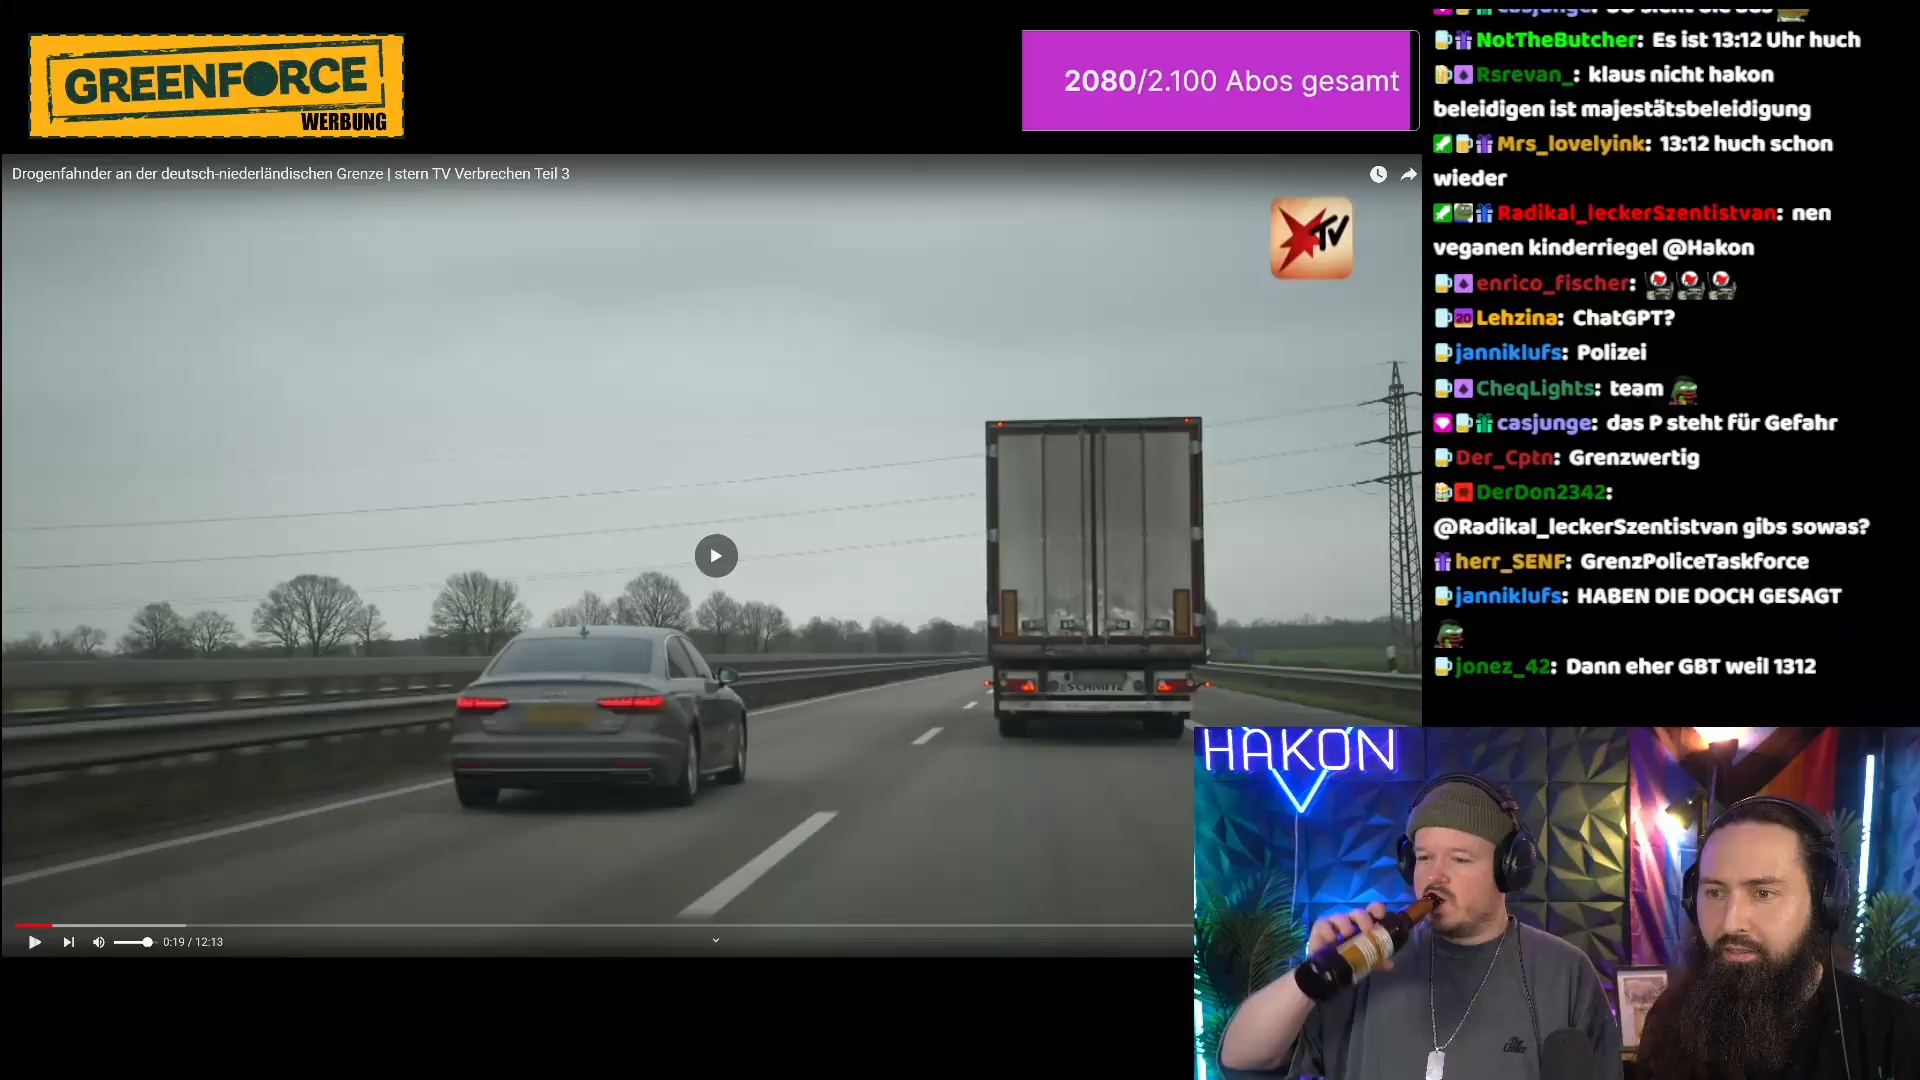 GREENFORCE
WERBUNG
2080/2.100 Abos gesamt
Drogenfahnder an der deutsch-niederländischen Grenze | stern TV Verbrechen Teil 3
TV
SCHMITZ
0:19 / 12:13
NotTheButcher: Es ist 13:12 Uhr huch
Rsrevan_: klaus nicht hakon
beleidigen ist majestätsbeleidigung
Mrs_lovelyink: 13:12 huch schon
wieder
Radikal_leckerSzentistvan: nen
veganen kinderriegel @Hakon
enrico_fischer:
20 Lehzina: ChatGPT?
janniklufs: Polizei
CheqLights: team
casjunge: das P steht für Gefahr
Der_Cptn: Grenzwertig
DerDon2342:
@Radikal_leckerSzentistvan gibs sowas?
herr_SENF: GrenzPoliceTaskforce
janniklufs: HABEN DIE DOCH GESAGT
jonez_42: Dann eher GBT weil 1312
HAKON